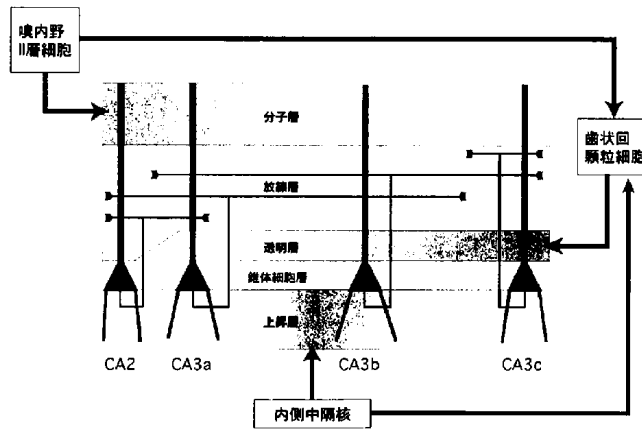 嗅内野
II層細胞
分子層
歯状回
顆粒細胞
放線層
透明層
錐体細胞層
上昇層
CA2
CA3a
CA3b
CA3c
内側中隔核